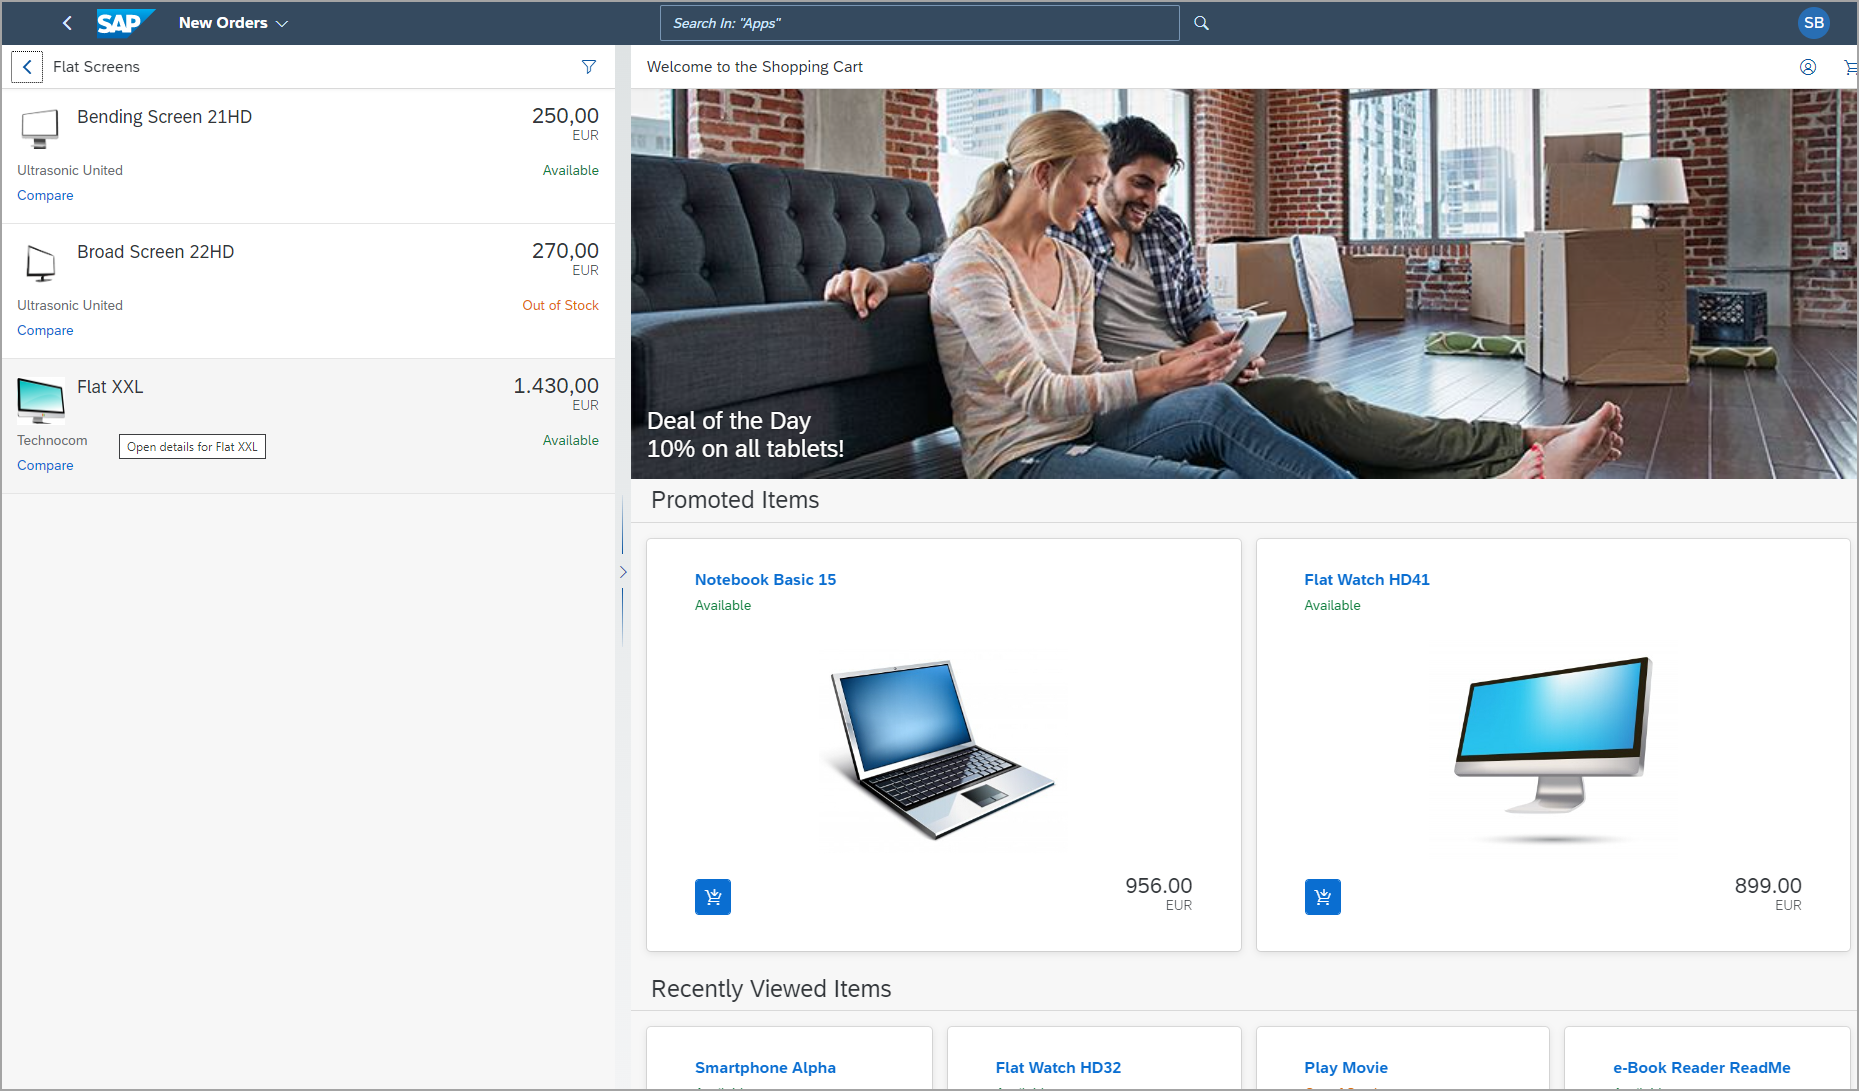 SAP
New Orders
Search In: "Apps"
SB
Flat Screens
Bending Screen 21HD
250,00
EUR
Ultrasonic United
Available
Compare
Broad Screen 22HD
270,00
EUR
Ultrasonic United
Out of Stock
Compare
Flat XXL
1.430,00
EUR
Technocom
Open details for Flat XXL
Available
Compare
Welcome to the Shopping Cart
Deal of the Day
10% on all tablets!
Promoted Items
Notebook Basic 15
Available
956.00
EUR
Flat Watch HD41
Available
899.00
EUR
Recently Viewed Items
Smartphone Alpha
Flat Watch HD32
Play Movie
e-Book Reader ReadMe